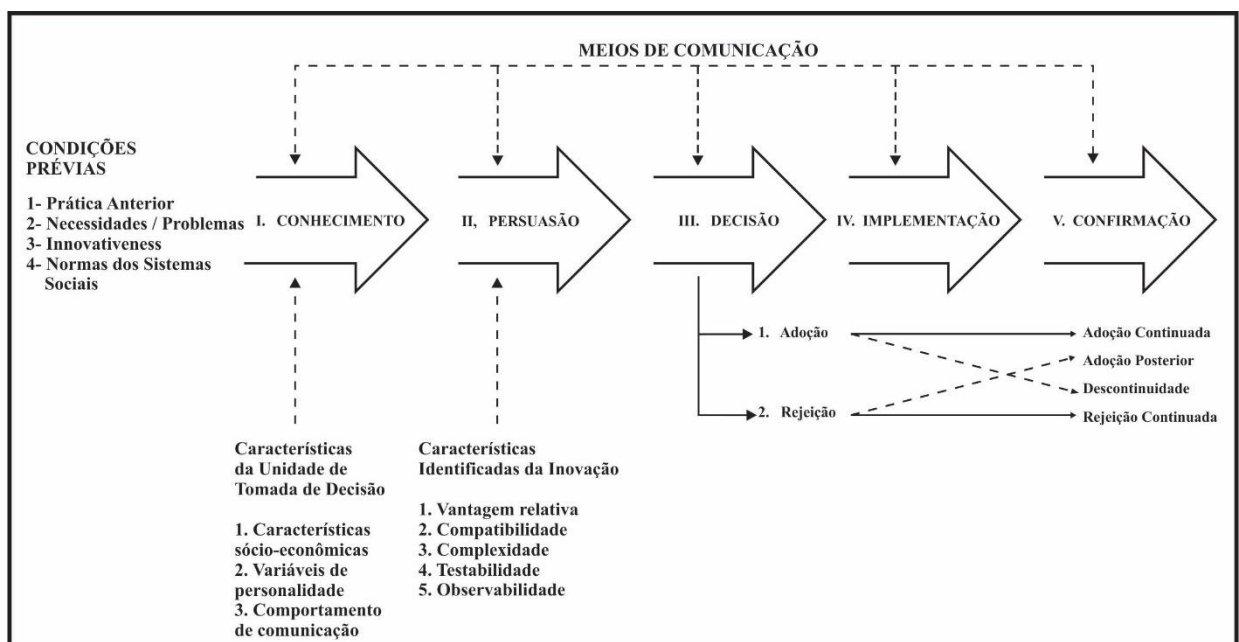 MEIOS DE COMUNICAÇÃO
CONDIÇÕES
PRÉVIAS
1- Prática Anterior
2- Necessidades / Problemas
3- Innovativeness
4- Normas dos Sistemas
Sociais
I. CONHECIMENTO
II, PERSUASÃO
III. DECISÃO
IV. IMPLEMENTAÇÃO
V. CONFIRMAÇÃO
1. Adoção
2. Rejeição
Adoção Continuada
Adoção Posterior
Descontinuidade
Rejeição Continuada
Características
da Unidade de
Tomada de Decisão
1. Características
sócio-econômicas
2. Variáveis de
personalidade
3. Comportamento
de comunicação
Características
Identificadas da Inovação
1. Vantagem relativa
2. Compatibilidade
3. Complexidade
4. Testabilidade
5. Observabilidade